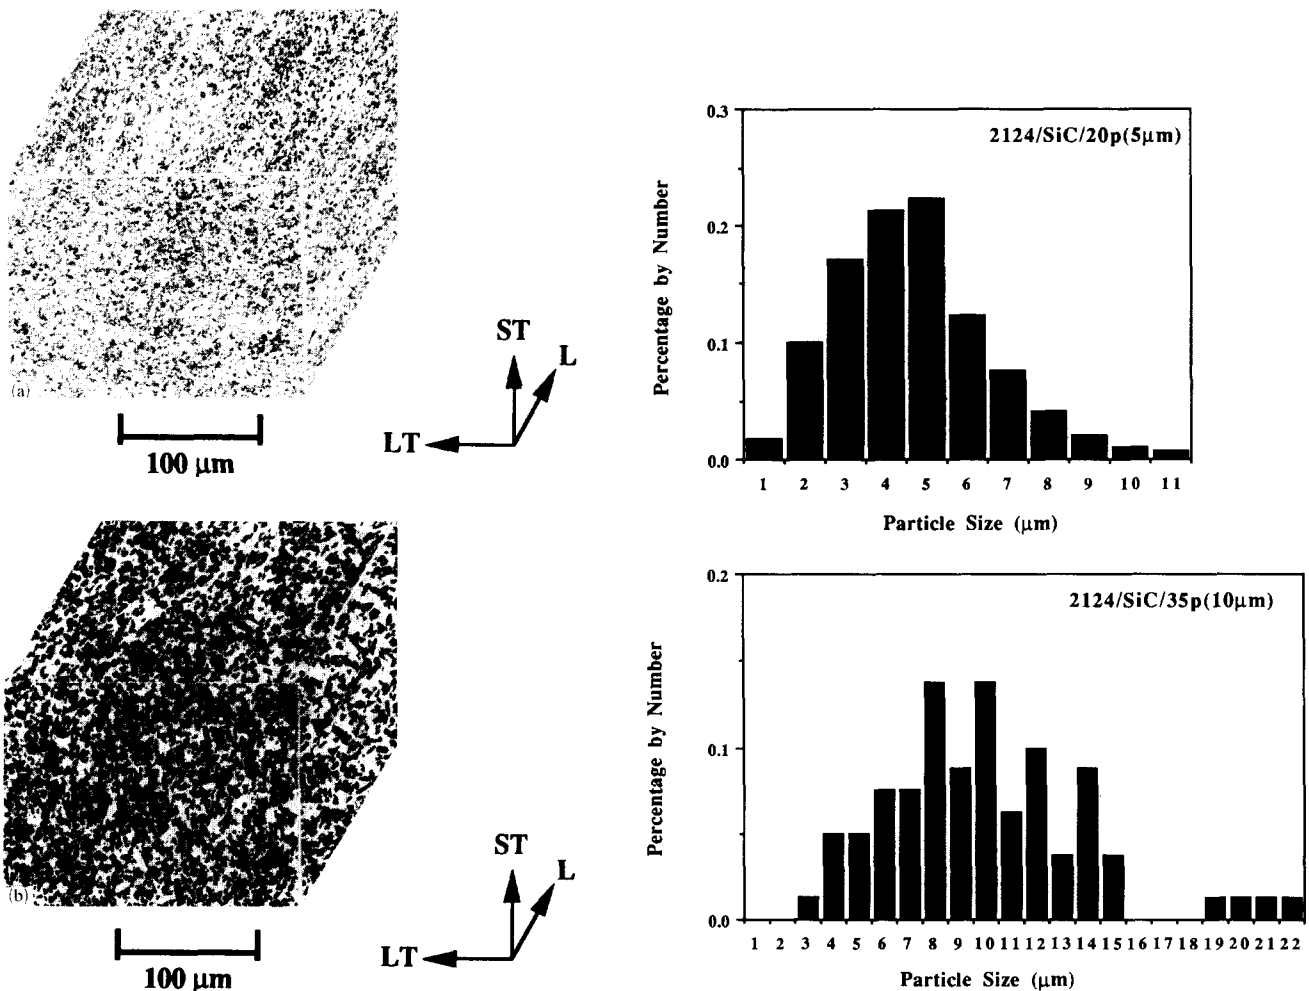 (a)
100 μm
ST
L
LT
0.3
0.2
0.1
0.0
Percentage by Number
2124/SiC/20p(5μm)
1 2 3 4 5 6 7 8 9 10 11
Particle Size (μm)
(b)
100 μm
ST
L
LT
0.2
0.1
0.0
Percentage by Number
2124/SiC/35p(10μm)
1 2 3 4 5 6 7 8 9 10 11 12 13 14 15 16 17 18 19 20 21 22
Particle Size (μm)